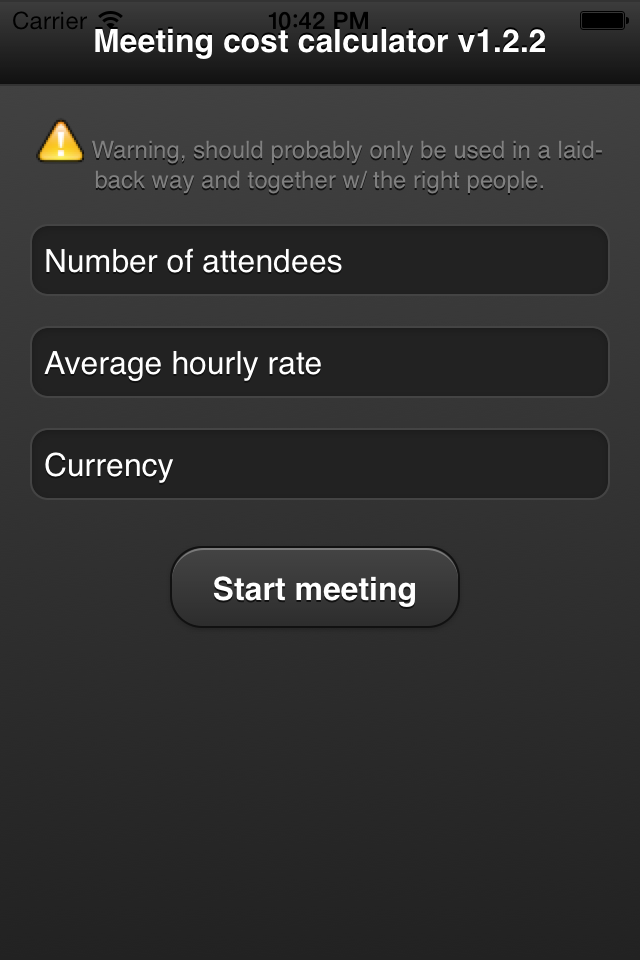 Carrier 10:42 PM
Meeting cost calculator v1.2.2
Warning, should probably only be used in a laid-
back way and together w/ the right people.
Number of attendees
Average hourly rate
Currency
Start meeting